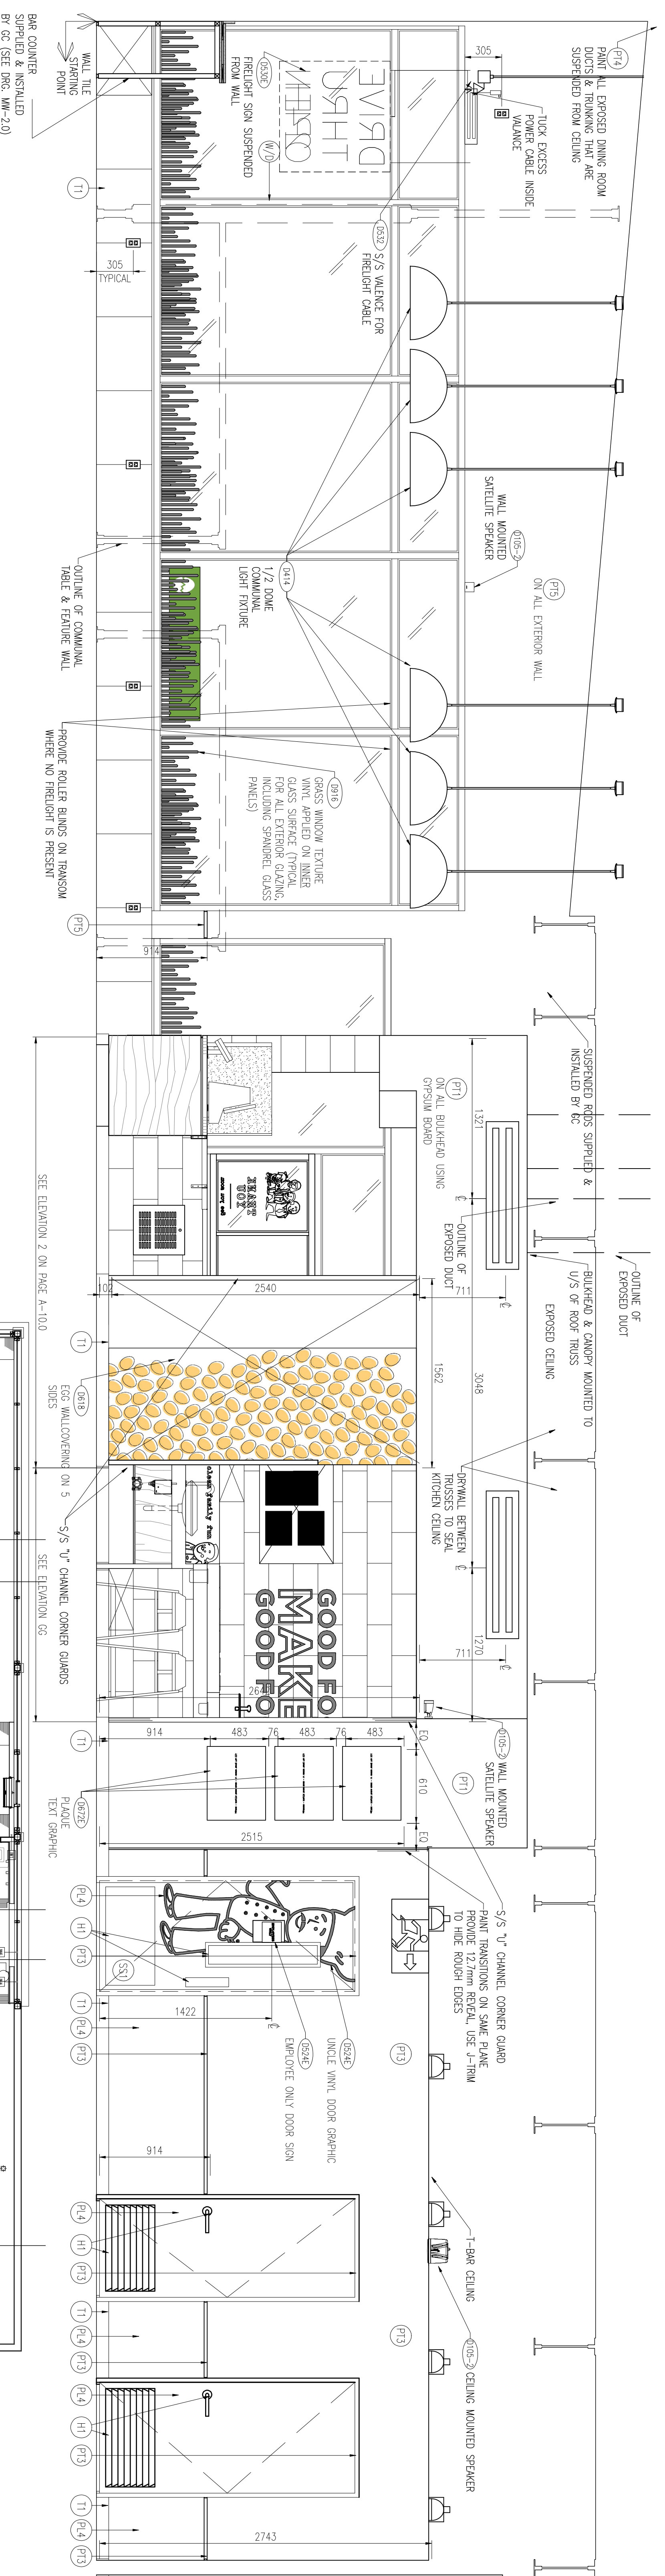 PT4
PAINT ALL EXPOSED DINING ROOM
DUCTS & TRUNKING THAT ARE
SUSPENDED FROM CEILING
305
TUCK EXCESS
POWER CABLE INSIDE
VALANCE
D530E
FIRELIGHT SIGN SUSPENDED
FROM WALL
DRIVE
THRU
W/D
D532
S/S VALENCE FOR
FIRELIGHT CABLE
WALL TILE
STARTING
POINT
BAR COUNTER
SUPPLIED & INSTALLED
BY GC (SEE DRG. MW-2.0)
T1
305
TYPICAL
D105-2
WALL MOUNTED
SATELLITE SPEAKER
PT5
ON ALL EXTERIOR WALL
D414
1/2 DOME
COMMUNAL
LIGHT FIXTURE
OUTLINE OF COMMUNAL
TABLE & FEATURE WALL
D916
GRASS WINDOW TEXTURE
VINYL APPLIED ON INNER
GLASS SURFACE (TYPICAL
FOR ALL EXTERIOR GLAZING,
INCLUDING SPANDREL GLASS
PANELS)
PROVIDE ROLLER BLINDS ON TRANSOM
WHERE NO FIRELIGHT IS PRESENT
PT5
914
SUSPENDED RODS SUPPLIED &
INSTALLED BY GC
OUTLINE OF
EXPOSED DUCT
BULKHEAD & CANOPY MOUNTED TO
U/S OF ROOF TRUSS
EXPOSED CEILING
PT1
ON ALL BULKHEAD USING
GYPSUM BOARD
1321
OUTLINE OF
EXPOSED DUCT
711
3048
1562
2540
102
T1
SEE ELEVATION 2 ON PAGE A-10.0
D618
EGG WALLCOVERING ON 5
SIDES
DRYWALL BETWEEN
TRUSSES TO SEAL
KITCHEN CEILING
1270
711
S/S "U" CHANNEL CORNER GUARDS
SEE ELEVATION GG
GOOD FO
MAKE
GOOD FO
D105-2
WALL MOUNTED
SATELLITE SPEAKER
PT1
T1
914
483
76
483
76
483
EQ
610
EQ
2515
D672E
PLAQUE
TEXT GRAPHIC
S/S "U" CHANNEL CORNER GUARD
PAINT TRANSITIONS ON SAME PLANE
PROVIDE 12.7mm REVEAL, USE J-TRIM
TO HIDE ROUGH EDGES
PL4
H1
PT3
SS1
1422
D524E
UNCLE VINYL DOOR GRAPHIC
D524E
EMPLOYEE ONLY DOOR SIGN
PT3
T1
PL4
PT3
914
T-BAR CEILING
D105-2
CEILING MOUNTED SPEAKER
PL4
H1
PT3
T1
PL4
PT3
PT3
PL4
H1
PT3
T1
PL4
PT3
2743